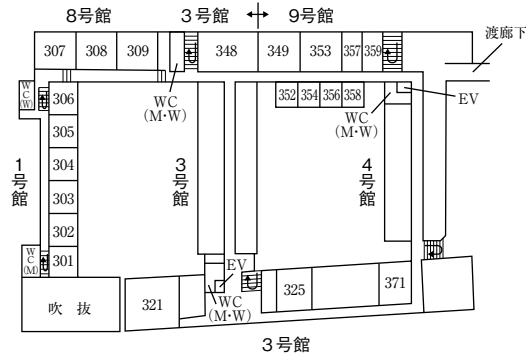 8号館
3号館
9号館
307
308
309
348
349
353
357
359
渡廊下
WC
(M・W)
352
354
356
358
WC
(M・W)
EV
WC
(W)
306
305
304
303
302
301
1号館
3号館
4号館
WC
(M)
EV
WC
(M・W)
吹抜
321
325
371
3号館